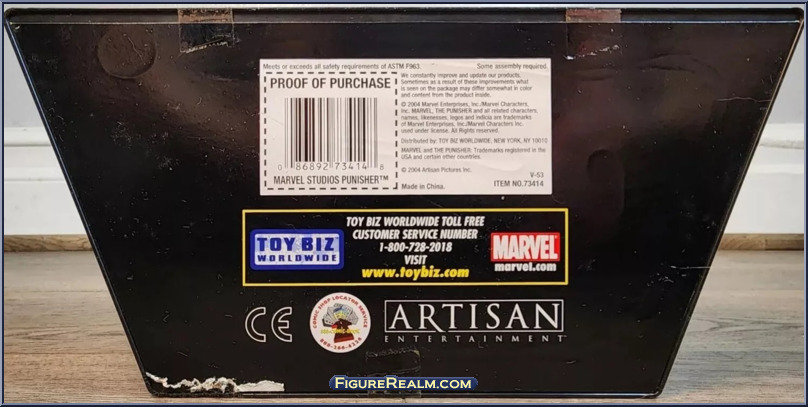 Meets or exceeds all safety requirements of ASTM F963.
Some assembly required.
PROOF OF PURCHASE
0 86892 73414 8
MARVEL STUDIOS PUNISHER™
We constantly improve and update our products.
Sometimes as a result of these improvements what
is seen on the package may differ somewhat in color
and content from the product inside.
© 2004 Marvel Enterprises, Inc./Marvel Characters,
Inc. MARVEL, THE PUNISHER and all related characters,
names, likenesses, logos and indicia are trademarks
of Marvel Enterprises, Inc./Marvel Characters, Inc.
used under license. All Rights reserved.
Distributed by: TOY BIZ WORLDWIDE, NEW YORK, NY 10010
MARVEL and THE PUNISHER: Trademarks registered in the
USA and certain other countries.
© 2004 Artisan Pictures Inc.
V-53
Made in China.
ITEM NO.73414
TOY BIZ WORLDWIDE TOLL FREE
CUSTOMER SERVICE NUMBER
1-800-728-2018
VISIT
www.toybiz.com
TOY BIZ
WORLDWIDE
MARVEL
marvel.com
CE
COMIC SHOP LOCATOR SERVICE
ARTISAN
ENTERTAINMENT™
FIGUREREALM.COM